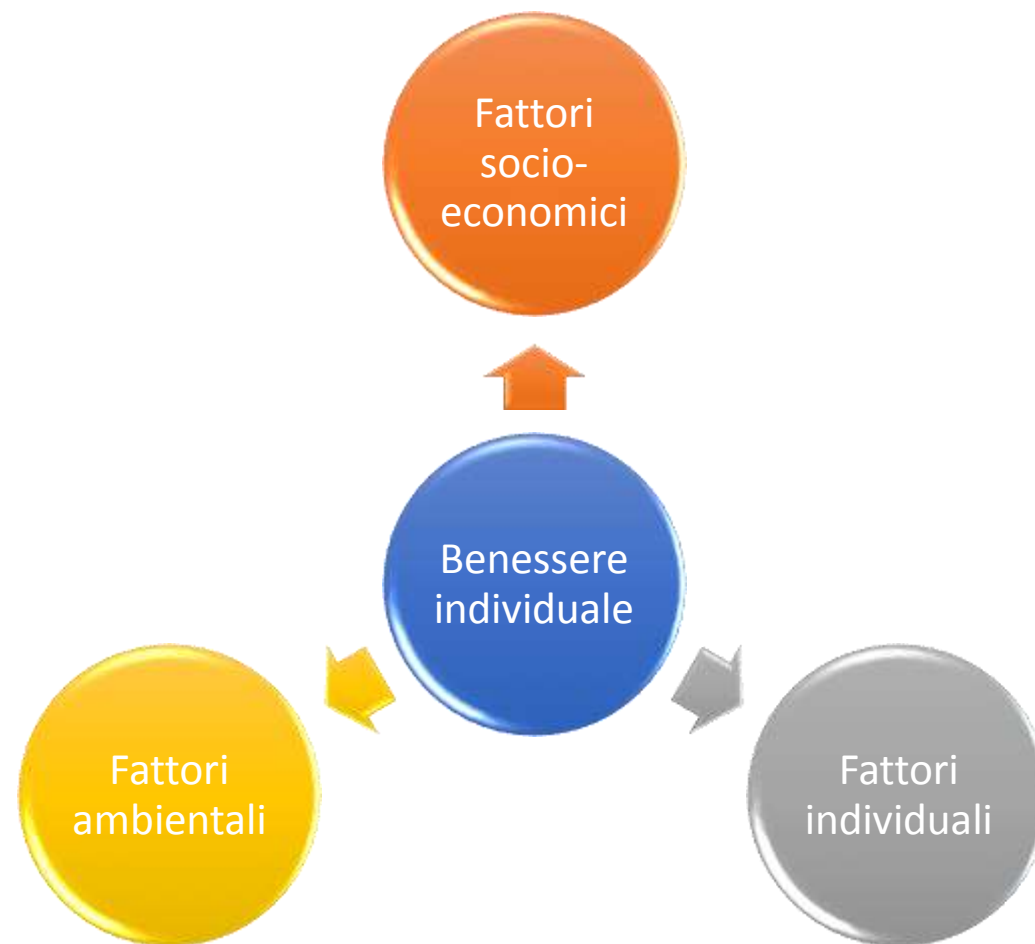 Fattori
socio-
economici
Benessere
individuale
Fattori
ambientali
Fattori
individuali